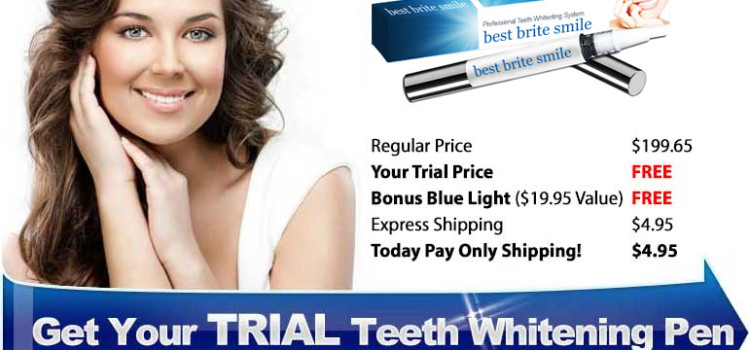 best brite smile
Professional Teeth Whitening System
best brite smile
best brite smile
Regular Price $199.65
Your Trial Price FREE
Bonus Blue Light ($19.95 Value) FREE
Express Shipping $4.95
Today Pay Only Shipping! $4.95
Get Your TRIAL Teeth Whitening Pen